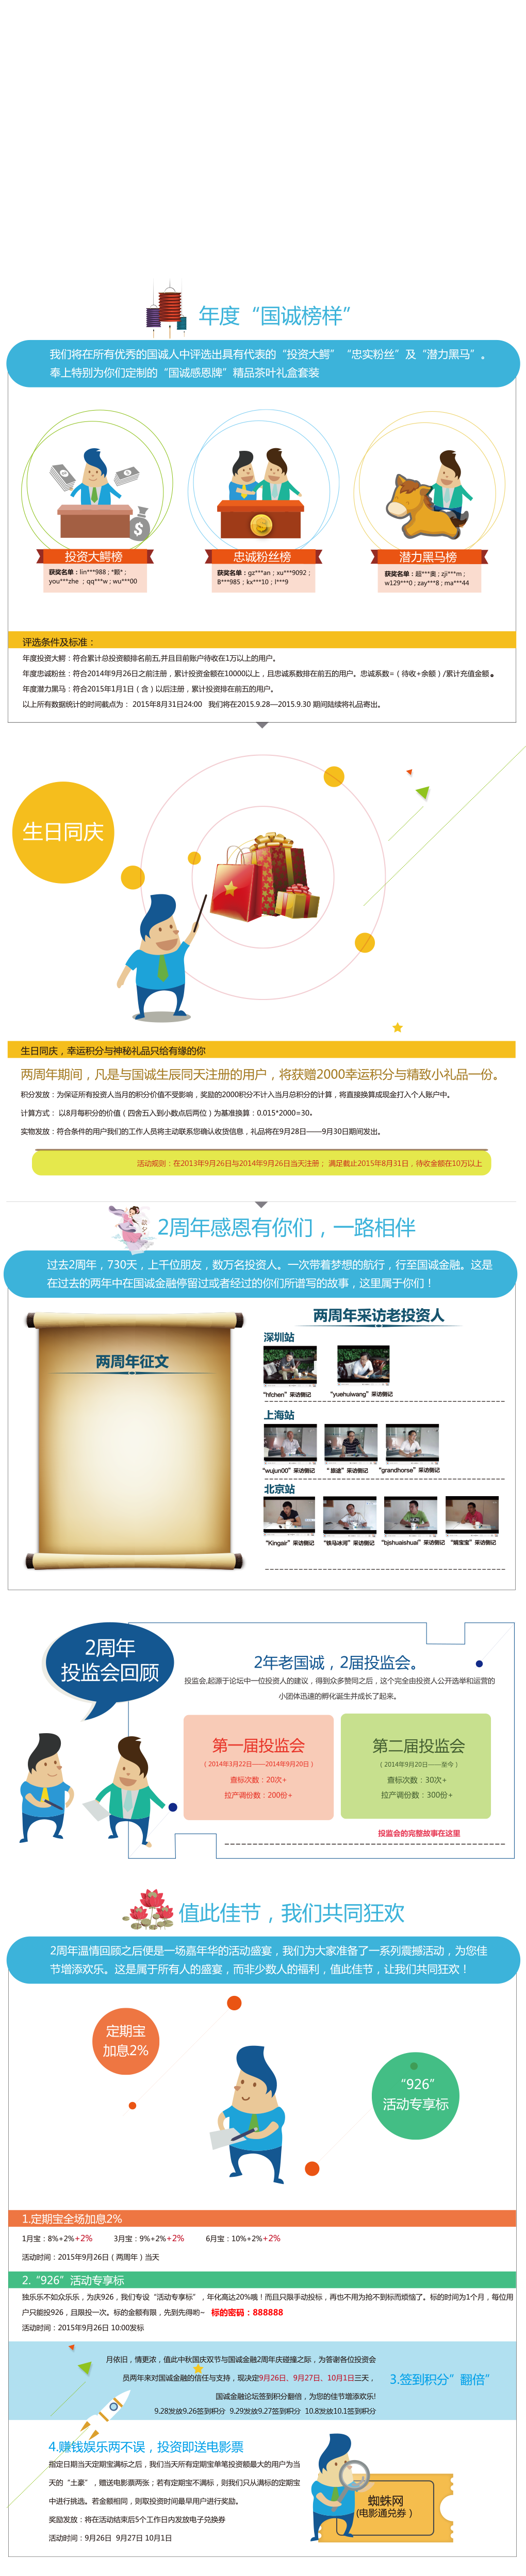 年度“国诚榜样”
我们将在所有优秀的国诚人中评选出具有代表的“投资大鳄” “忠实粉丝”及“潜力黑马”。
奉上特别为你们定制的“国诚感恩牌”精品茶叶礼盒套装
投资大鳄榜
获奖名单：lin***988 ; *颗* ;
you***zhe ; qq***w ; wu***00
忠诚粉丝榜
获奖名单：gz***an ; xu***9092 ;
B***985 ; kx***10 ; l***9
潜力黑马榜
获奖名单：超***奥 ; zji***m ;
w129***0 ; zay***8 ; ma***44
评选条件及标准：
年度投资大鳄：符合累计总投资额排名前五,并且目前账户待收在1万以上的用户。
年度忠诚粉丝：符合2014年9月26日之前注册，累计投资金额在10000以上，且忠诚系数排在前五的用户。忠诚系数=（待收+余额）/累计充值金额。
年度潜力黑马：符合2015年1月1日（含）以后注册，累计投资排在前五的用户。
以上所有数据统计的时间截点为： 2015年8月31日24:00 我们将在2015.9.28—2015.9.30 期间陆续将礼品寄出。
生日同庆
生日同庆，幸运积分与神秘礼品只给有缘的你
两周年期间，凡是与国诚生辰同天注册的用户，将获赠2000幸运积分与精致小礼品一份。
积分发放：为保证所有投资人当月的积分价值不受影响，奖励的2000积分不计入当月总积分的计算，将直接换算成现金打入个人账户中。
计算方式： 以8月每积分的价值（四舍五入到小数点后两位）为基准换算：0.015*2000=30。
实物发放：符合条件的用户我们的工作人员将主动联系您确认收货信息，礼品将在9月28日——9月30日期间发出。
活动规则：在2013年9月26日与2014年9月26日当天注册； 满足截止2015年8月31日，待收金额在10万以上
2周年感恩有你们，一路相伴
过去2周年，730天，上千位朋友，数万名投资人。一次带着梦想的航行，行至国诚金融。这是
在过去的两年中在国诚金融停留过或者经过的你们所谱写的故事，这里属于你们！
两周年征文
两周年采访老投资人
深圳站
“hfchen”采访侧记 “yuehuiwang”采访侧记
上海站
“wujun00”采访侧记 “旅途”采访侧记 “grandhorse”采访侧记
北京站
“Kingair”采访侧记 “铁马冰河”采访侧记 “bjshuaishuai”采访侧记 “婧宝宝”采访侧记
2周年
投监会回顾
2年老国诚，2届投监会。
投监会,起源于论坛中一位投资人的建议，得到众多赞同之后，这个完全由投资人公开选举和运营的
小团体迅速的孵化诞生并成长了起来。
第一届投监会
（2014年3月22日——2014年9月20日）
查标次数：20次+
拉产调份数：200份+
第二届投监会
（2014年9月20日——至今）
查标次数：30次+
拉产调份数：300份+
投监会的完整故事在这里
值此佳节，我们共同狂欢
2周年温情回顾之后便是一场嘉年华的活动盛宴，我们为大家准备了一系列震撼活动，为您佳
节增添欢乐。这是属于所有人的盛宴，而非少数人的福利，值此佳节，让我们共同狂欢！
定期宝
加息2%
“926”
活动专享标
1.定期宝全场加息2%
1月宝：8%+2%+2% 3月宝：9%+2%+2% 6月宝：10%+2%+2%
活动时间：2015年9月26日（两周年）当天
2.“926”活动专享标
独乐乐不如众乐乐，为庆926，我们专设“活动专享标”，年化高达20%哦！而且只限手动投标，再也不用为抢不到标而烦恼了。标的时间为1个月，每位用
户只能投926，且限投一次。标的金额有限，先到先得哟~ 标的密码：888888
活动时间：2015年9月26日 10:00发标
月依旧，情更浓，值此中秋国庆双节与国诚金融2周年庆碰撞之际，为答谢各位投资会
员两年来对国诚金融的信任与支持，现决定9月26日、9月27日、10月1日三天，
国诚金融论坛签到积分翻倍，为您的佳节增添欢乐!
9.28发放9.26签到积分 9.29发放9.27签到积分 10.8发放10.1签到积分
3.签到积分”翻倍”
4.赚钱娱乐两不误，投资即送电影票
指定日期当天定期宝满标之后，我们当天所有定期宝单笔投资额最大的用户为当
天的“土豪”，赠送电影票两张；若有定期宝不满标，则我们只从满标的定期宝
中进行挑选。若金额相同，则取投资时间最早用户进行奖励。
奖励发放：将在活动结束后5个工作日内发放电子兑换券
活动时间：9月26日 9月27日 10月1日
蜘蛛网
(电影通兑券）